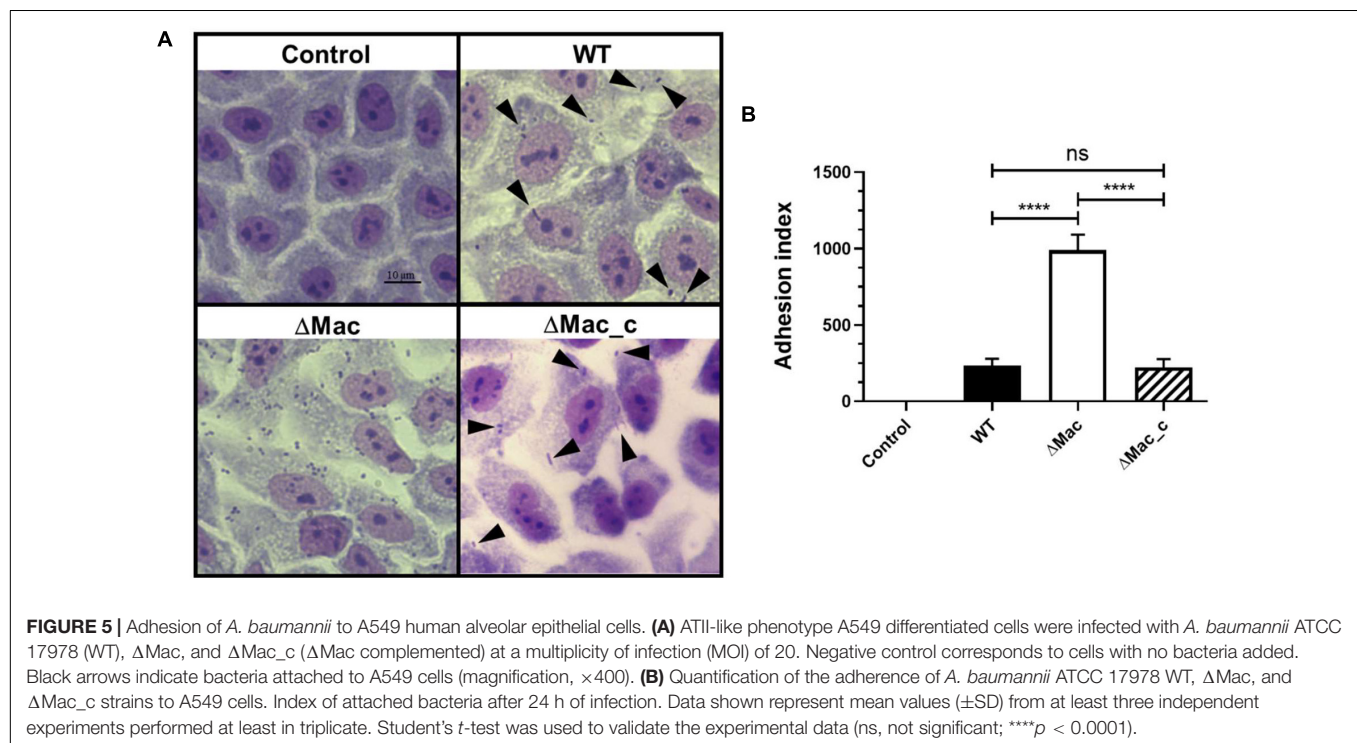 A
Control
WT
10 µm
ΔMac
ΔMac_c
B
ns
****
****
1500
1000
500
0
Adhesion index
Control
WT
ΔMac
ΔMac_c
FIGURE 5 | Adhesion of A. baumannii to A549 human alveolar epithelial cells. (A) ATII-like phenotype A549 differentiated cells were infected with A. baumannii ATCC
17978 (WT), ΔMac, and ΔMac_c (ΔMac complemented) at a multiplicity of infection (MOI) of 20. Negative control corresponds to cells with no bacteria added.
Black arrows indicate bacteria attached to A549 cells (magnification, ×400). (B) Quantification of the adherence of A. baumannii ATCC 17978 WT, ΔMac, and
ΔMac_c strains to A549 cells. Index of attached bacteria after 24 h of infection. Data shown represent mean values (±SD) from at least three independent
experiments performed at least in triplicate. Student's t-test was used to validate the experimental data (ns, not significant; ****p < 0.0001).